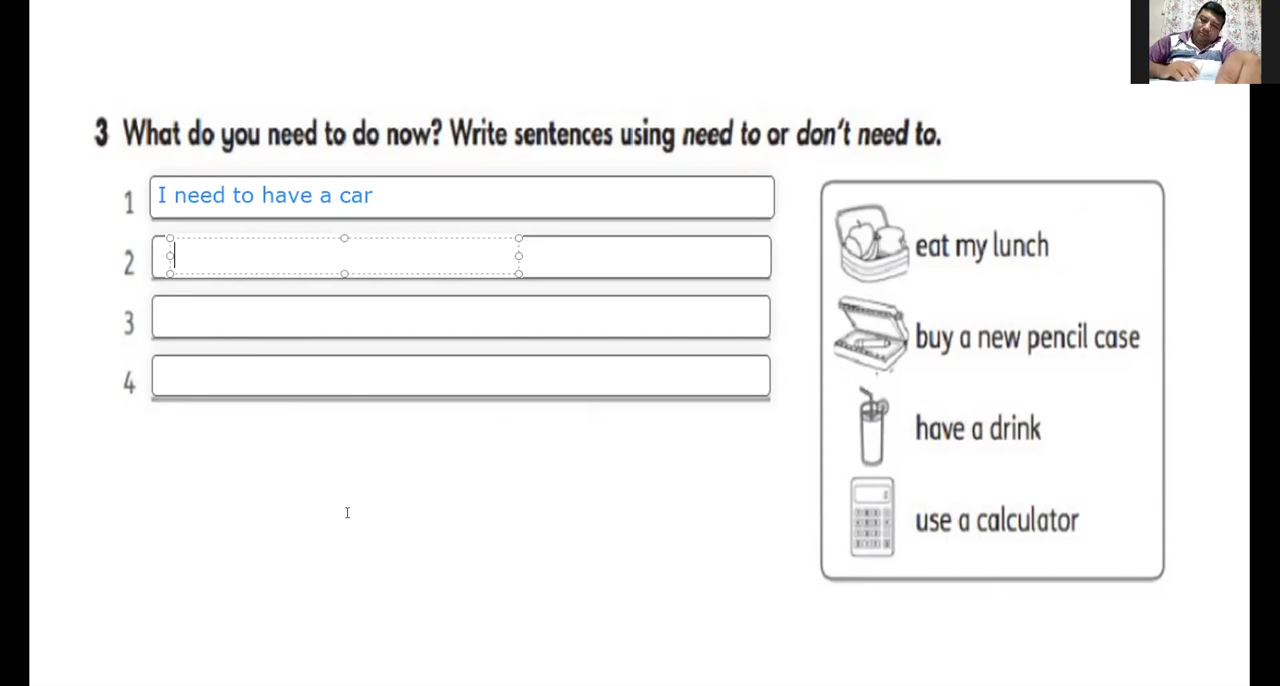 3 What do you need to do now? Write sentences using need to or don't need to.
1 I need to have a car
2
3
4
eat my lunch
buy a new pencil case
have a drink
use a calculator